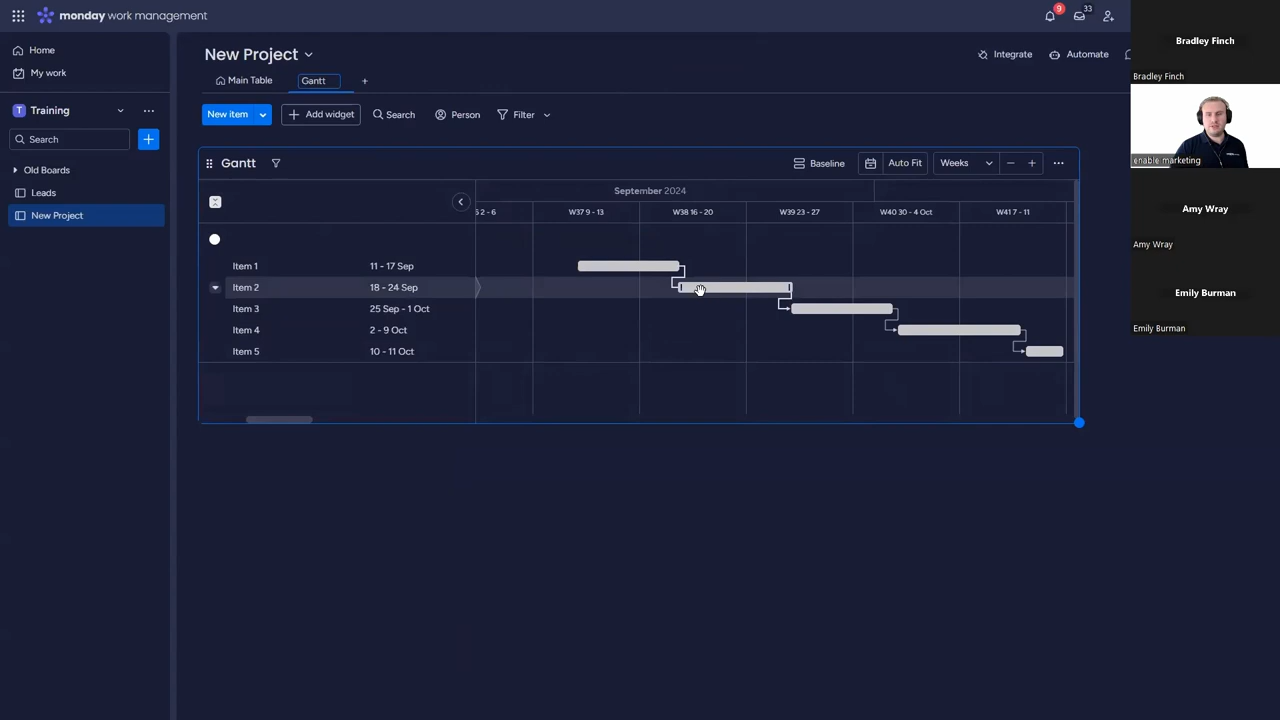 monday work management
9
33
Home
My work
T Training
Search
Old Boards
Leads
New Project
New Project
Integrate
Automate
Main Table
Gantt
New item
Add widget
Search
Person
Filter
Gantt
Baseline
Auto Fit
Weeks
September 2024
2 - 6
W37 9 - 13
W38 16 - 20
W39 23 - 27
W40 30 - 4 Oct
W41 7 - 11
Item 1 11 - 17 Sep
Item 2 18 - 24 Sep
Item 3 25 Sep - 1 Oct
Item 4 2 - 9 Oct
Item 5 10 - 11 Oct
Bradley Finch
Bradley Finch
enable marketing
Amy Wray
Amy Wray
Emily Burman
Emily Burman